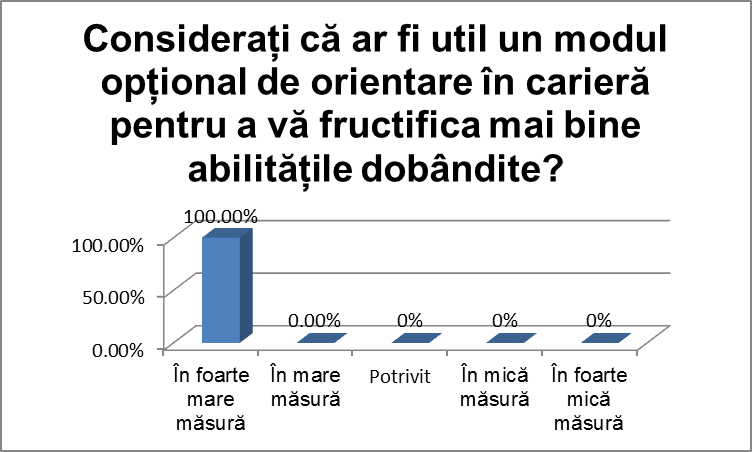 Considerați că ar fi util un modul
opțional de orientare în carieră
pentru a vă fructifica mai bine
abilitățile dobândite?
100.00%
100.00%
50.00%
0.00%
0.00%
0%
0%
0%
În foarte
mare
măsură
În mare
măsură
Potrivit
În mică
măsură
În foarte
mică
măsură